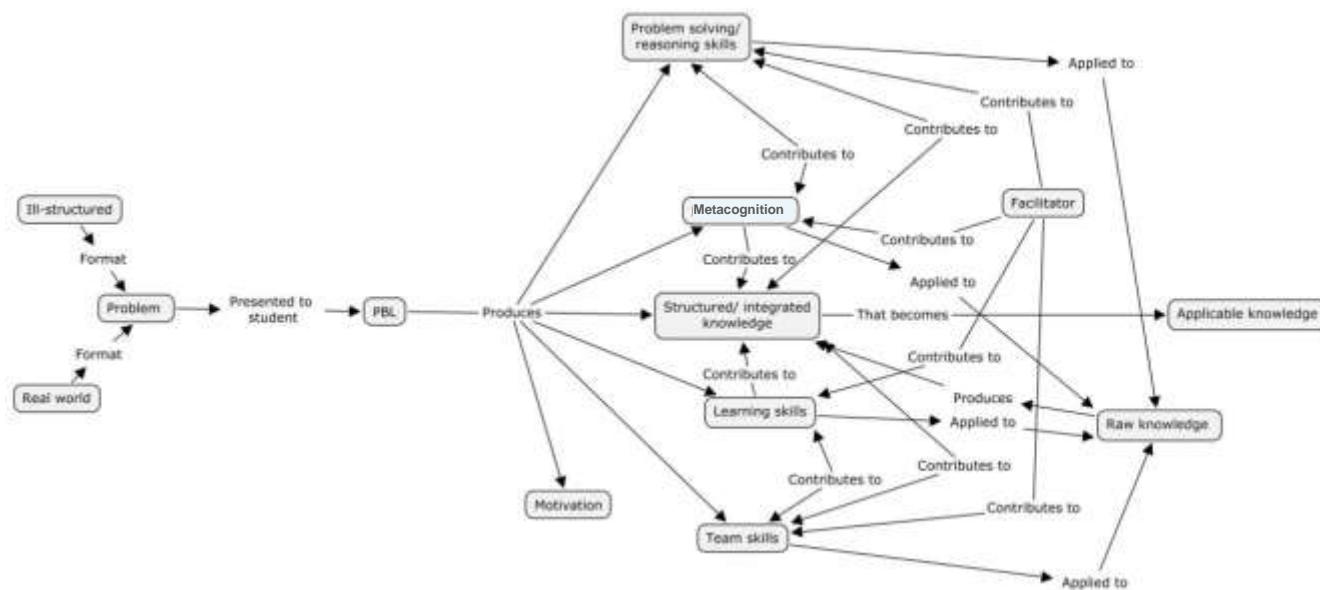 Problem solving/
reasoning skills
Applied to
Contributes to
Contributes to
Contributes to
Ill-structured
Metacognition
Facilitator
Contributes to
Format
Contributes to
Applied to
Problem
Presented to
student
PBL
Produces
Structured/ integrated
knowledge
That becomes
Applicable knowledge
Format
Contributes to
Contributes to
Real world
Produces
Learning skills
Applied to
Raw knowledge
Contributes to
Contributes to
Motivation
Contributes to
Team skills
Applied to